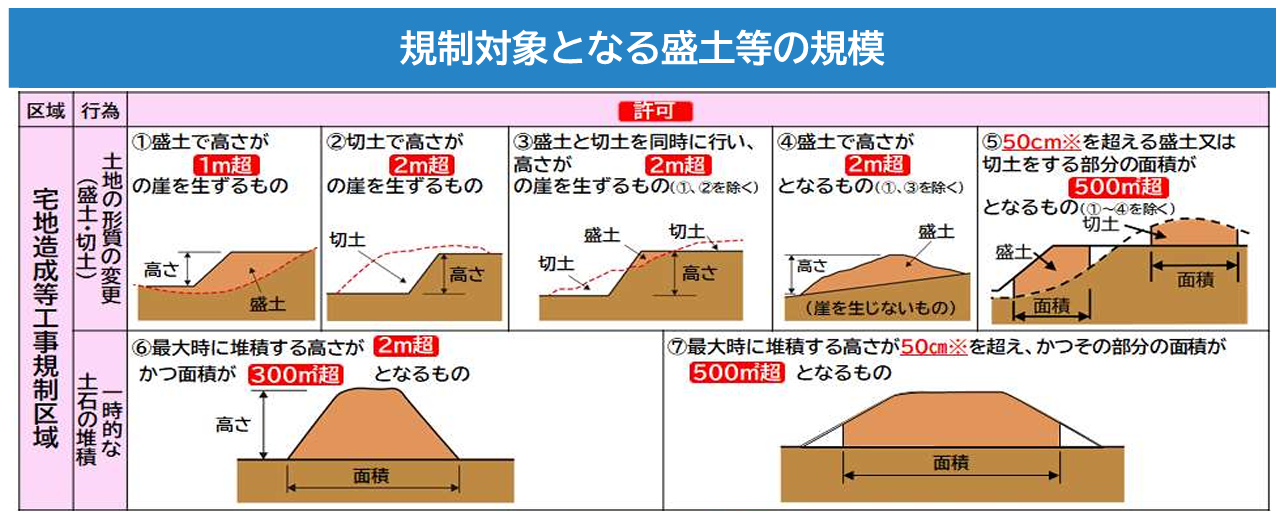 規制対象となる盛土等の規模
区域
行為
許可
宅地造成等工事規制区域
土地の形質の変更
（盛土・切土）
①盛土で高さが
1m超
の崖を生ずるもの
高さ
盛土
②切土で高さが
2m超
の崖を生ずるもの
切土
高さ
③盛土と切土を同時に行い、
高さが 2m超
の崖を生ずるもの(①、②を除く)
盛土
切土
切土
高さ
④盛土で高さが
2m超
となるもの(①、③を除く)
盛土
高さ
(崖を生じないもの)
⑤50cm※を超える盛土又は
切土をする部分の面積が
500㎡超
となるもの(①～④を除く)
切土
盛土
面積
面積
一時的な
土石の堆積
⑥最大時に堆積する高さが 2m超
かつ面積が 300㎡超 となるもの
高さ
面積
⑦最大時に堆積する高さが50㎝※を超え、かつその部分の面積が
500㎡超 となるもの
面積